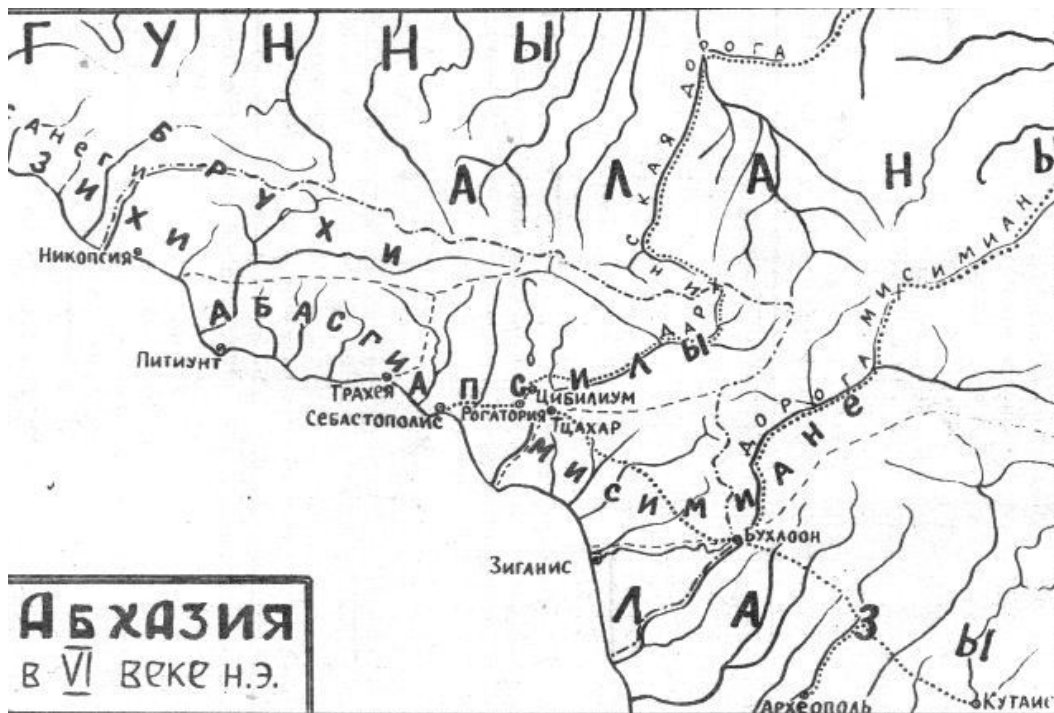 ГУННЫ
АЛАНЫ
ДАРИНСКАЯ ДОРОГА
САНЕГИ
ЗИХИ
БРУХИ
НИКОПСИЯ
АБАСГИ
ПИТИУНТ
ТРАХЕЯ
СЕБАСТОПОЛИС
АПСИЛЫ
РОГАТОРИЯ
ЦИБИЛИУМ
ТЦАХАР
ДОРОГА МИСИМИАН
МИСИМИАНЕ
БУХЛООН
ЗИГАНИС
ЛАЗЫ
АРХЕОПОЛЬ
КУТАИС
АБХАЗИЯ
В VI ВЕКЕ Н.Э.